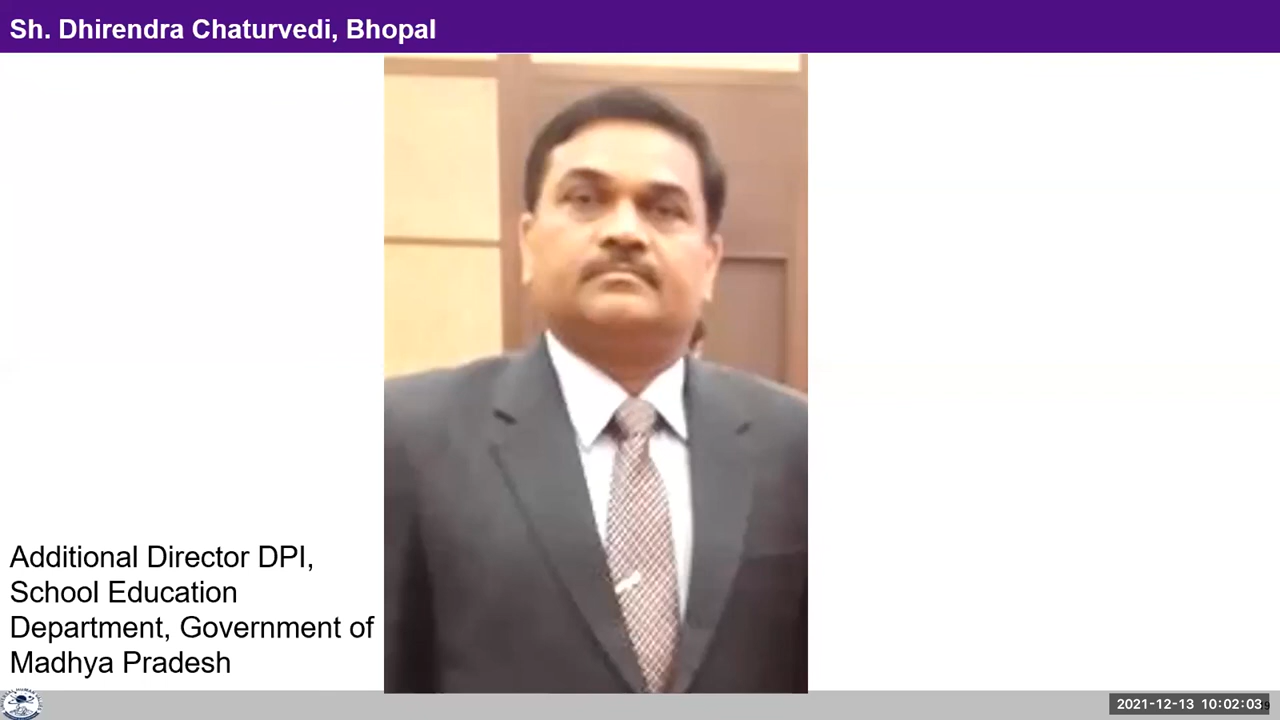 Sh. Dhirendra Chaturvedi, Bhopal
Additional Director DPI,
School Education
Department, Government of
Madhya Pradesh
2021-12-13 10:02:03